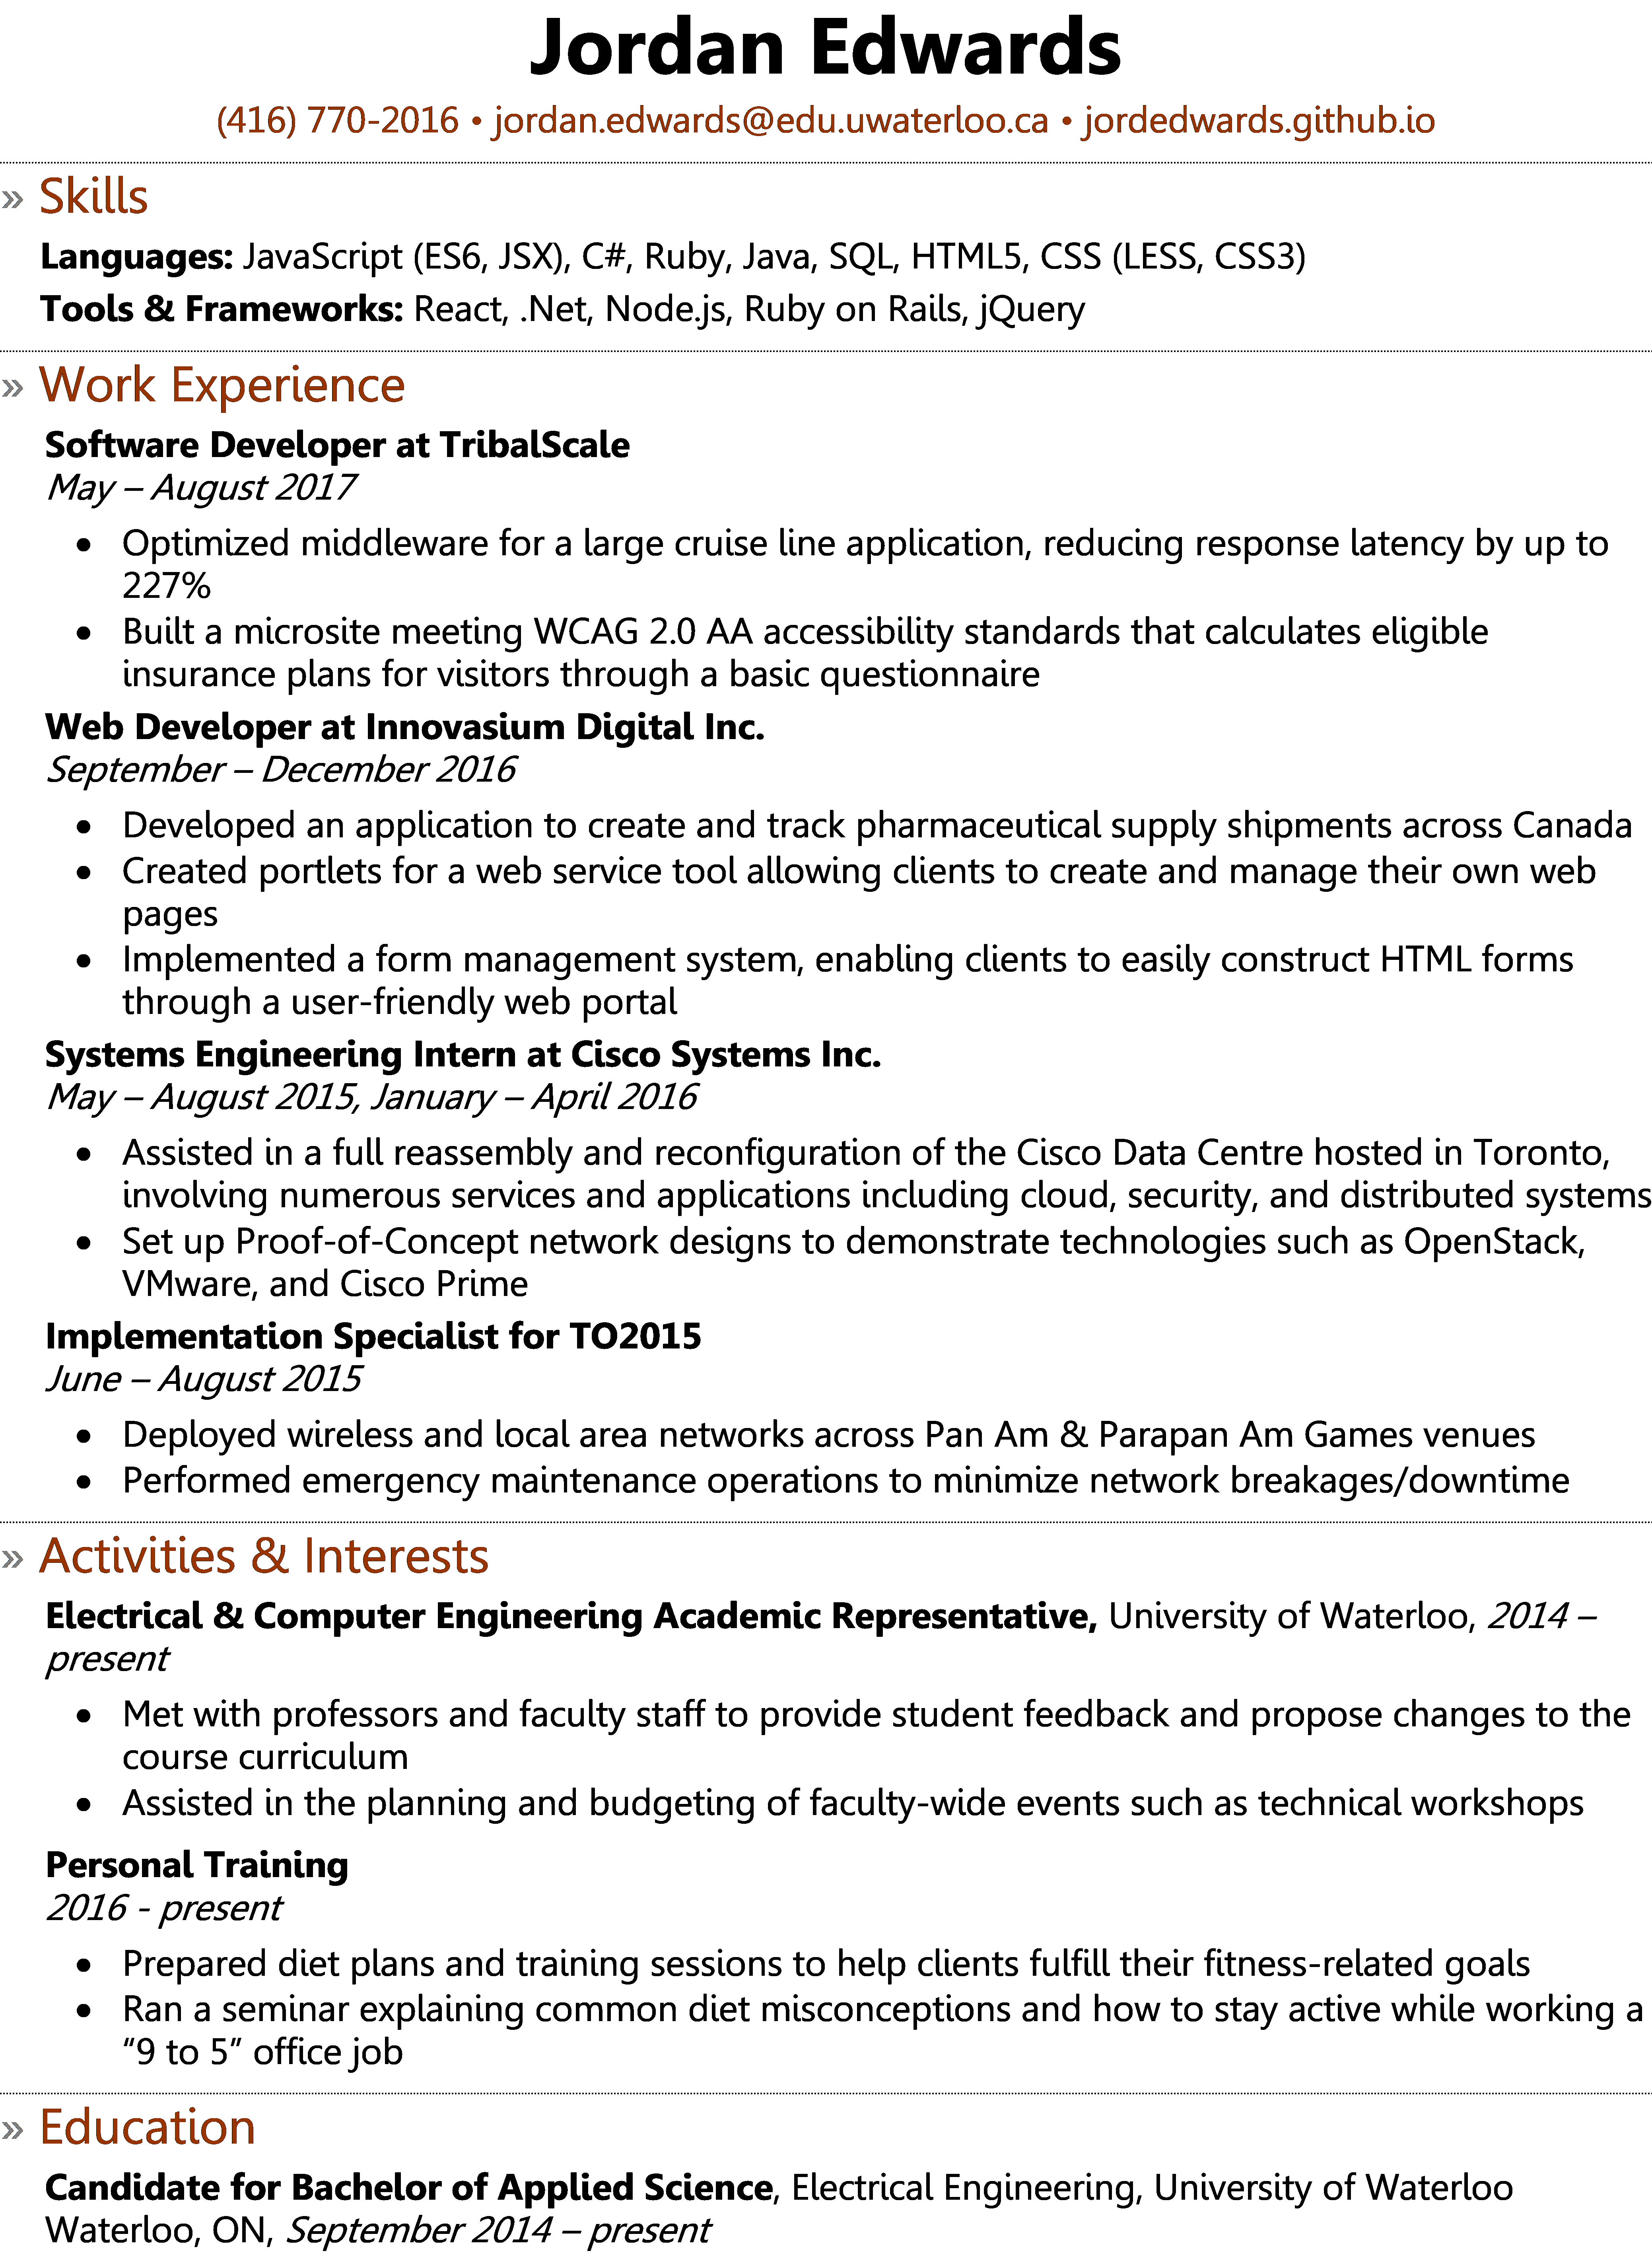 Jordan Edwards
(416) 770-2016 • jordan.edwards@edu.uwaterloo.ca • jordedwards.github.io
» Skills
Languages: JavaScript (ES6, JSX), C#, Ruby, Java, SQL, HTML5, CSS (LESS, CSS3)
Tools & Frameworks: React, .Net, Node.js, Ruby on Rails, jQuery
» Work Experience
Software Developer at TribalScale
May – August 2017
• Optimized middleware for a large cruise line application, reducing response latency by up to
227%
• Built a microsite meeting WCAG 2.0 AA accessibility standards that calculates eligible
insurance plans for visitors through a basic questionnaire
Web Developer at Innovasium Digital Inc.
September – December 2016
• Developed an application to create and track pharmaceutical supply shipments across Canada
• Created portlets for a web service tool allowing clients to create and manage their own web
pages
• Implemented a form management system, enabling clients to easily construct HTML forms
through a user-friendly web portal
Systems Engineering Intern at Cisco Systems Inc.
May – August 2015, January – April 2016
• Assisted in a full reassembly and reconfiguration of the Cisco Data Centre hosted in Toronto,
involving numerous services and applications including cloud, security, and distributed systems
• Set up Proof-of-Concept network designs to demonstrate technologies such as OpenStack,
VMware, and Cisco Prime
Implementation Specialist for TO2015
June – August 2015
• Deployed wireless and local area networks across Pan Am & Parapan Am Games venues
• Performed emergency maintenance operations to minimize network breakages/downtime
» Activities & Interests
Electrical & Computer Engineering Academic Representative, University of Waterloo, 2014 –
present
• Met with professors and faculty staff to provide student feedback and propose changes to the
course curriculum
• Assisted in the planning and budgeting of faculty-wide events such as technical workshops
Personal Training
2016 - present
• Prepared diet plans and training sessions to help clients fulfill their fitness-related goals
• Ran a seminar explaining common diet misconceptions and how to stay active while working a
“9 to 5” office job
» Education
Candidate for Bachelor of Applied Science, Electrical Engineering, University of Waterloo
Waterloo, ON, September 2014 – present